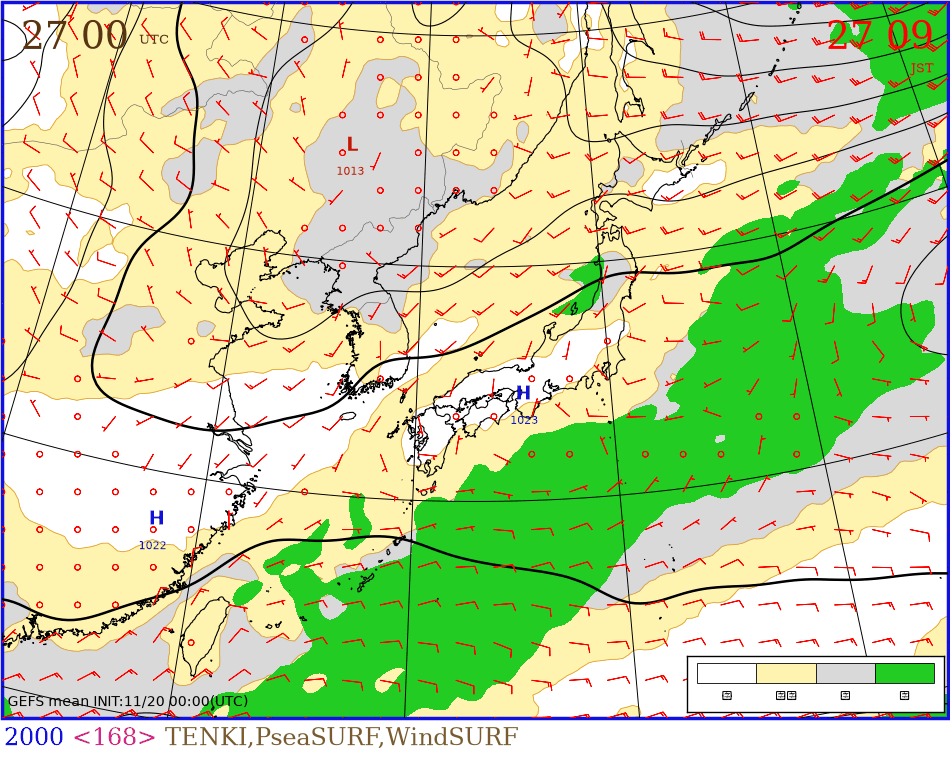 27 00 UTC
27 09
JST
L
1013
H
1023
H
1022
GEFS mean INIT:11/20 00:00(UTC)
2000 <168> TENKI,PseaSURF,WindSURF